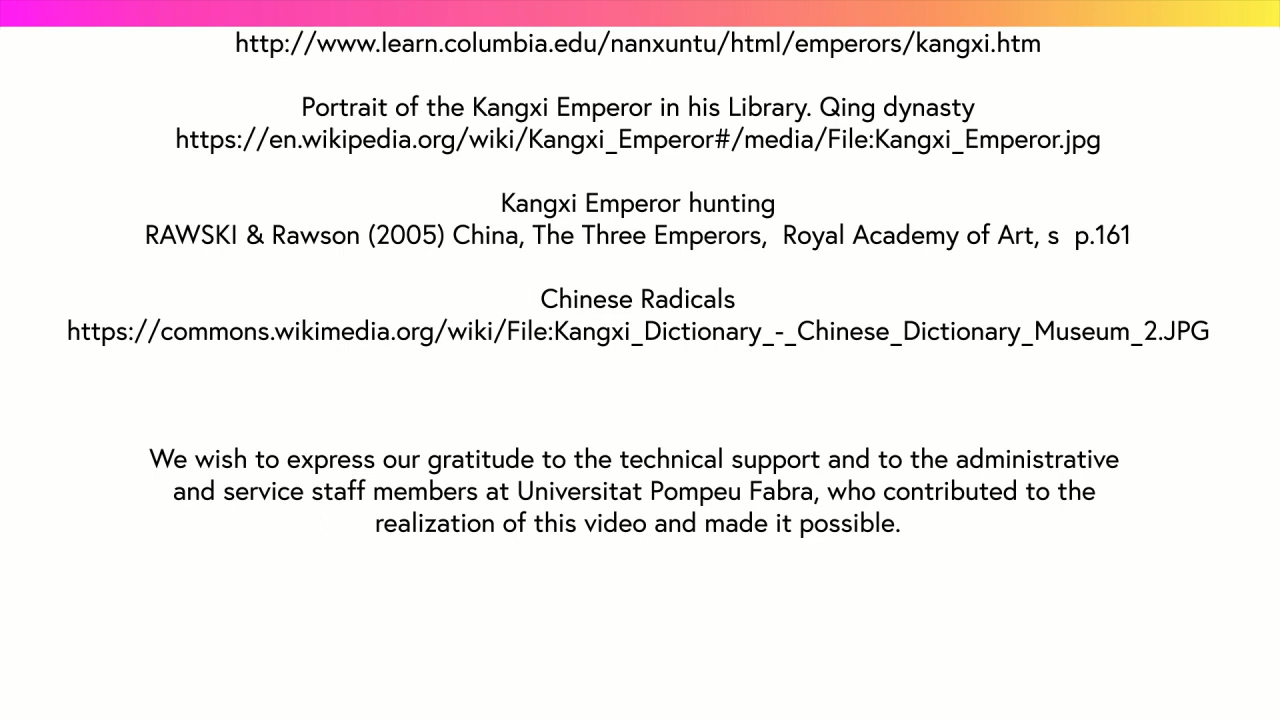 http://www.learn.columbia.edu/nanxuntu/html/emperors/kangxi.htm
Portrait of the Kangxi Emperor in his Library. Qing dynasty
https://en.wikipedia.org/wiki/Kangxi_Emperor#/media/File:Kangxi_Emperor.jpg
Kangxi Emperor hunting
RAWSKI & Rawson (2005) China, The Three Emperors,  Royal Academy of Art, s  p.161
Chinese Radicals
https://commons.wikimedia.org/wiki/File:Kangxi_Dictionary_-_Chinese_Dictionary_Museum_2.JPG
We wish to express our gratitude to the technical support and to the administrative
and service staff members at Universitat Pompeu Fabra, who contributed to the
realization of this video and made it possible.